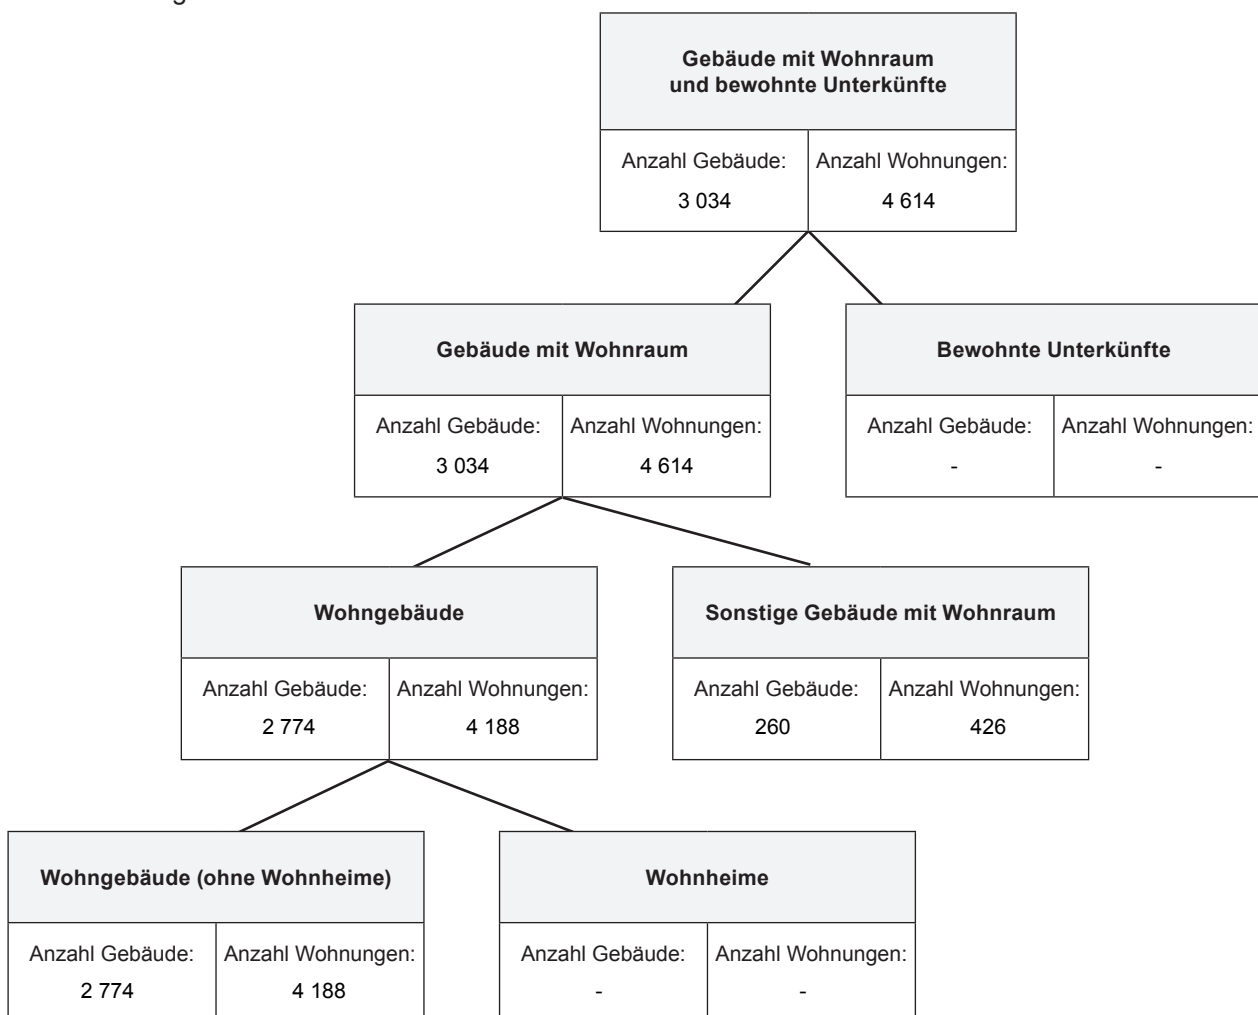 Gebäude mit Wohnraum
und bewohnte Unterkünfte
Anzahl Gebäude: Anzahl Wohnungen:
3 034 4 614
Gebäude mit Wohnraum
Anzahl Gebäude: Anzahl Wohnungen:
3 034 4 614
Bewohnte Unterkünfte
Anzahl Gebäude: Anzahl Wohnungen:
- -
Wohngebäude
Anzahl Gebäude: Anzahl Wohnungen:
2 774 4 188
Sonstige Gebäude mit Wohnraum
Anzahl Gebäude: Anzahl Wohnungen:
260 426
Wohngebäude (ohne Wohnheime)
Anzahl Gebäude: Anzahl Wohnungen:
2 774 4 188
Wohnheime
Anzahl Gebäude: Anzahl Wohnungen:
- -